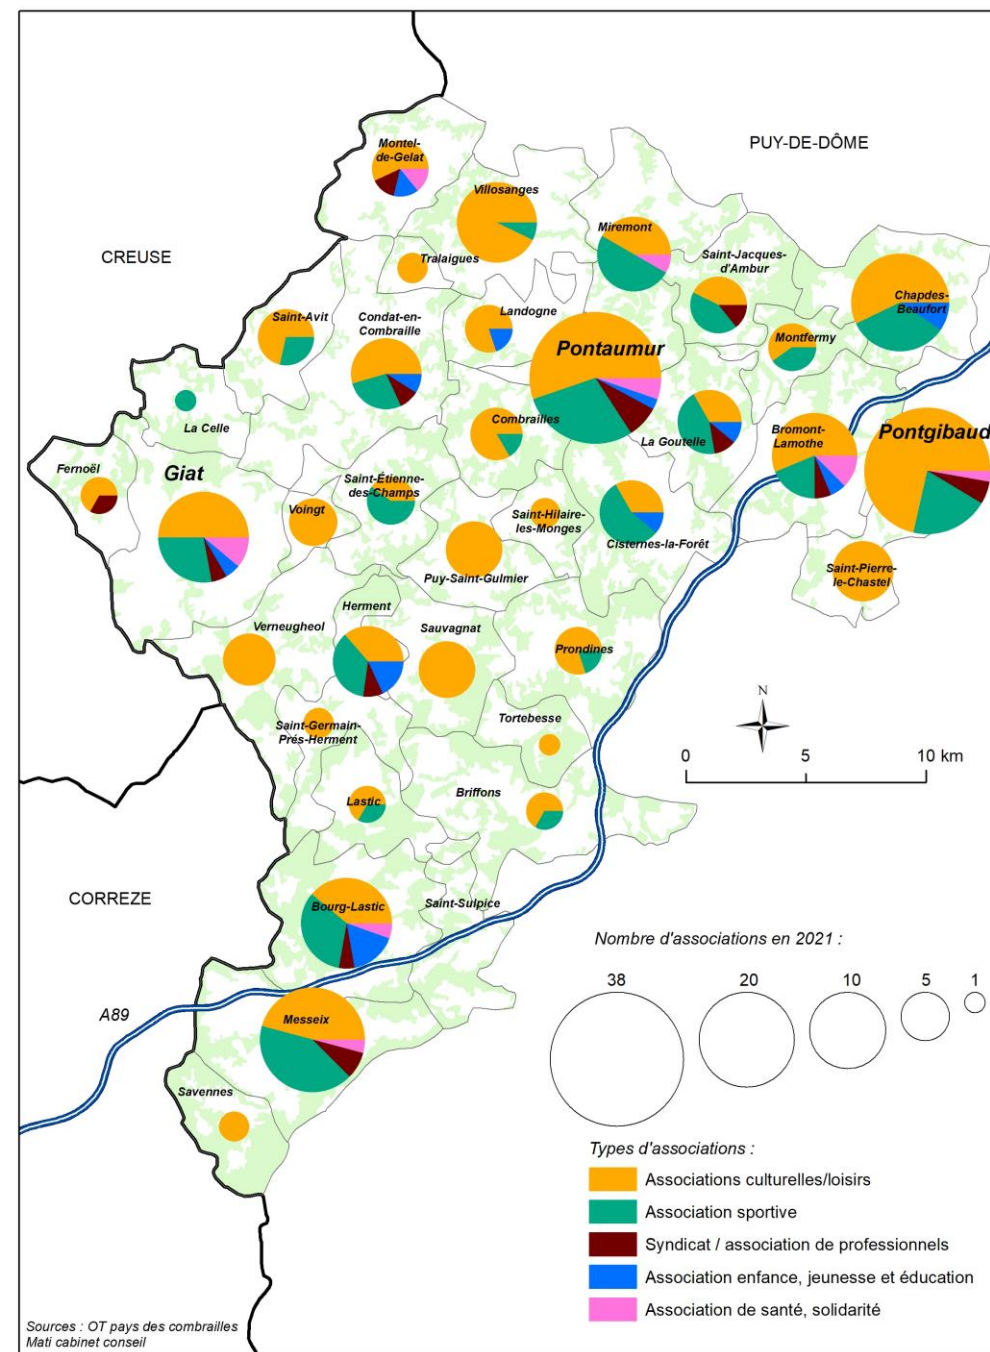 PUY-DE-DÔME
Montel-
de-Gelat
Villosanges
Miremont
CREUSE
Tralaigues
Saint-Jacques-
d'Ambur
Chapdes-
Beaufort
Saint-Avit
Condat-en-
Combraille
Landogne
Montfermy
Pontaumur
La Celle
Combrailles
La Goutelle
Bromont-
Lamothe
Pontgibaud
Fernoël
Giat
Saint-Étienne-
des-Champs
Voingt
Saint-Hilaire-
les-Monges
Cisternes-la-Forêt
Puy-Saint-Gulmier
Saint-Pierre-
le-Chastel
Herment
Verneugheol
Sauvagnat
Prondines
Saint-Germain-
Prés-Herment
Tortebesse
N
0 5 10 km
Lastic
Briffons
CORREZE
Bourg-Lastic
Saint-Sulpice
A89
Messeix
Savennes
Nombre d'associations en 2021 :
38 20 10 5 1
Types d'associations :
Associations culturelles/loisirs
Association sportive
Syndicat / association de professionnels
Association enfance, jeunesse et éducation
Association de santé, solidarité
Sources : OT pays des combrailles
Mati cabinet conseil